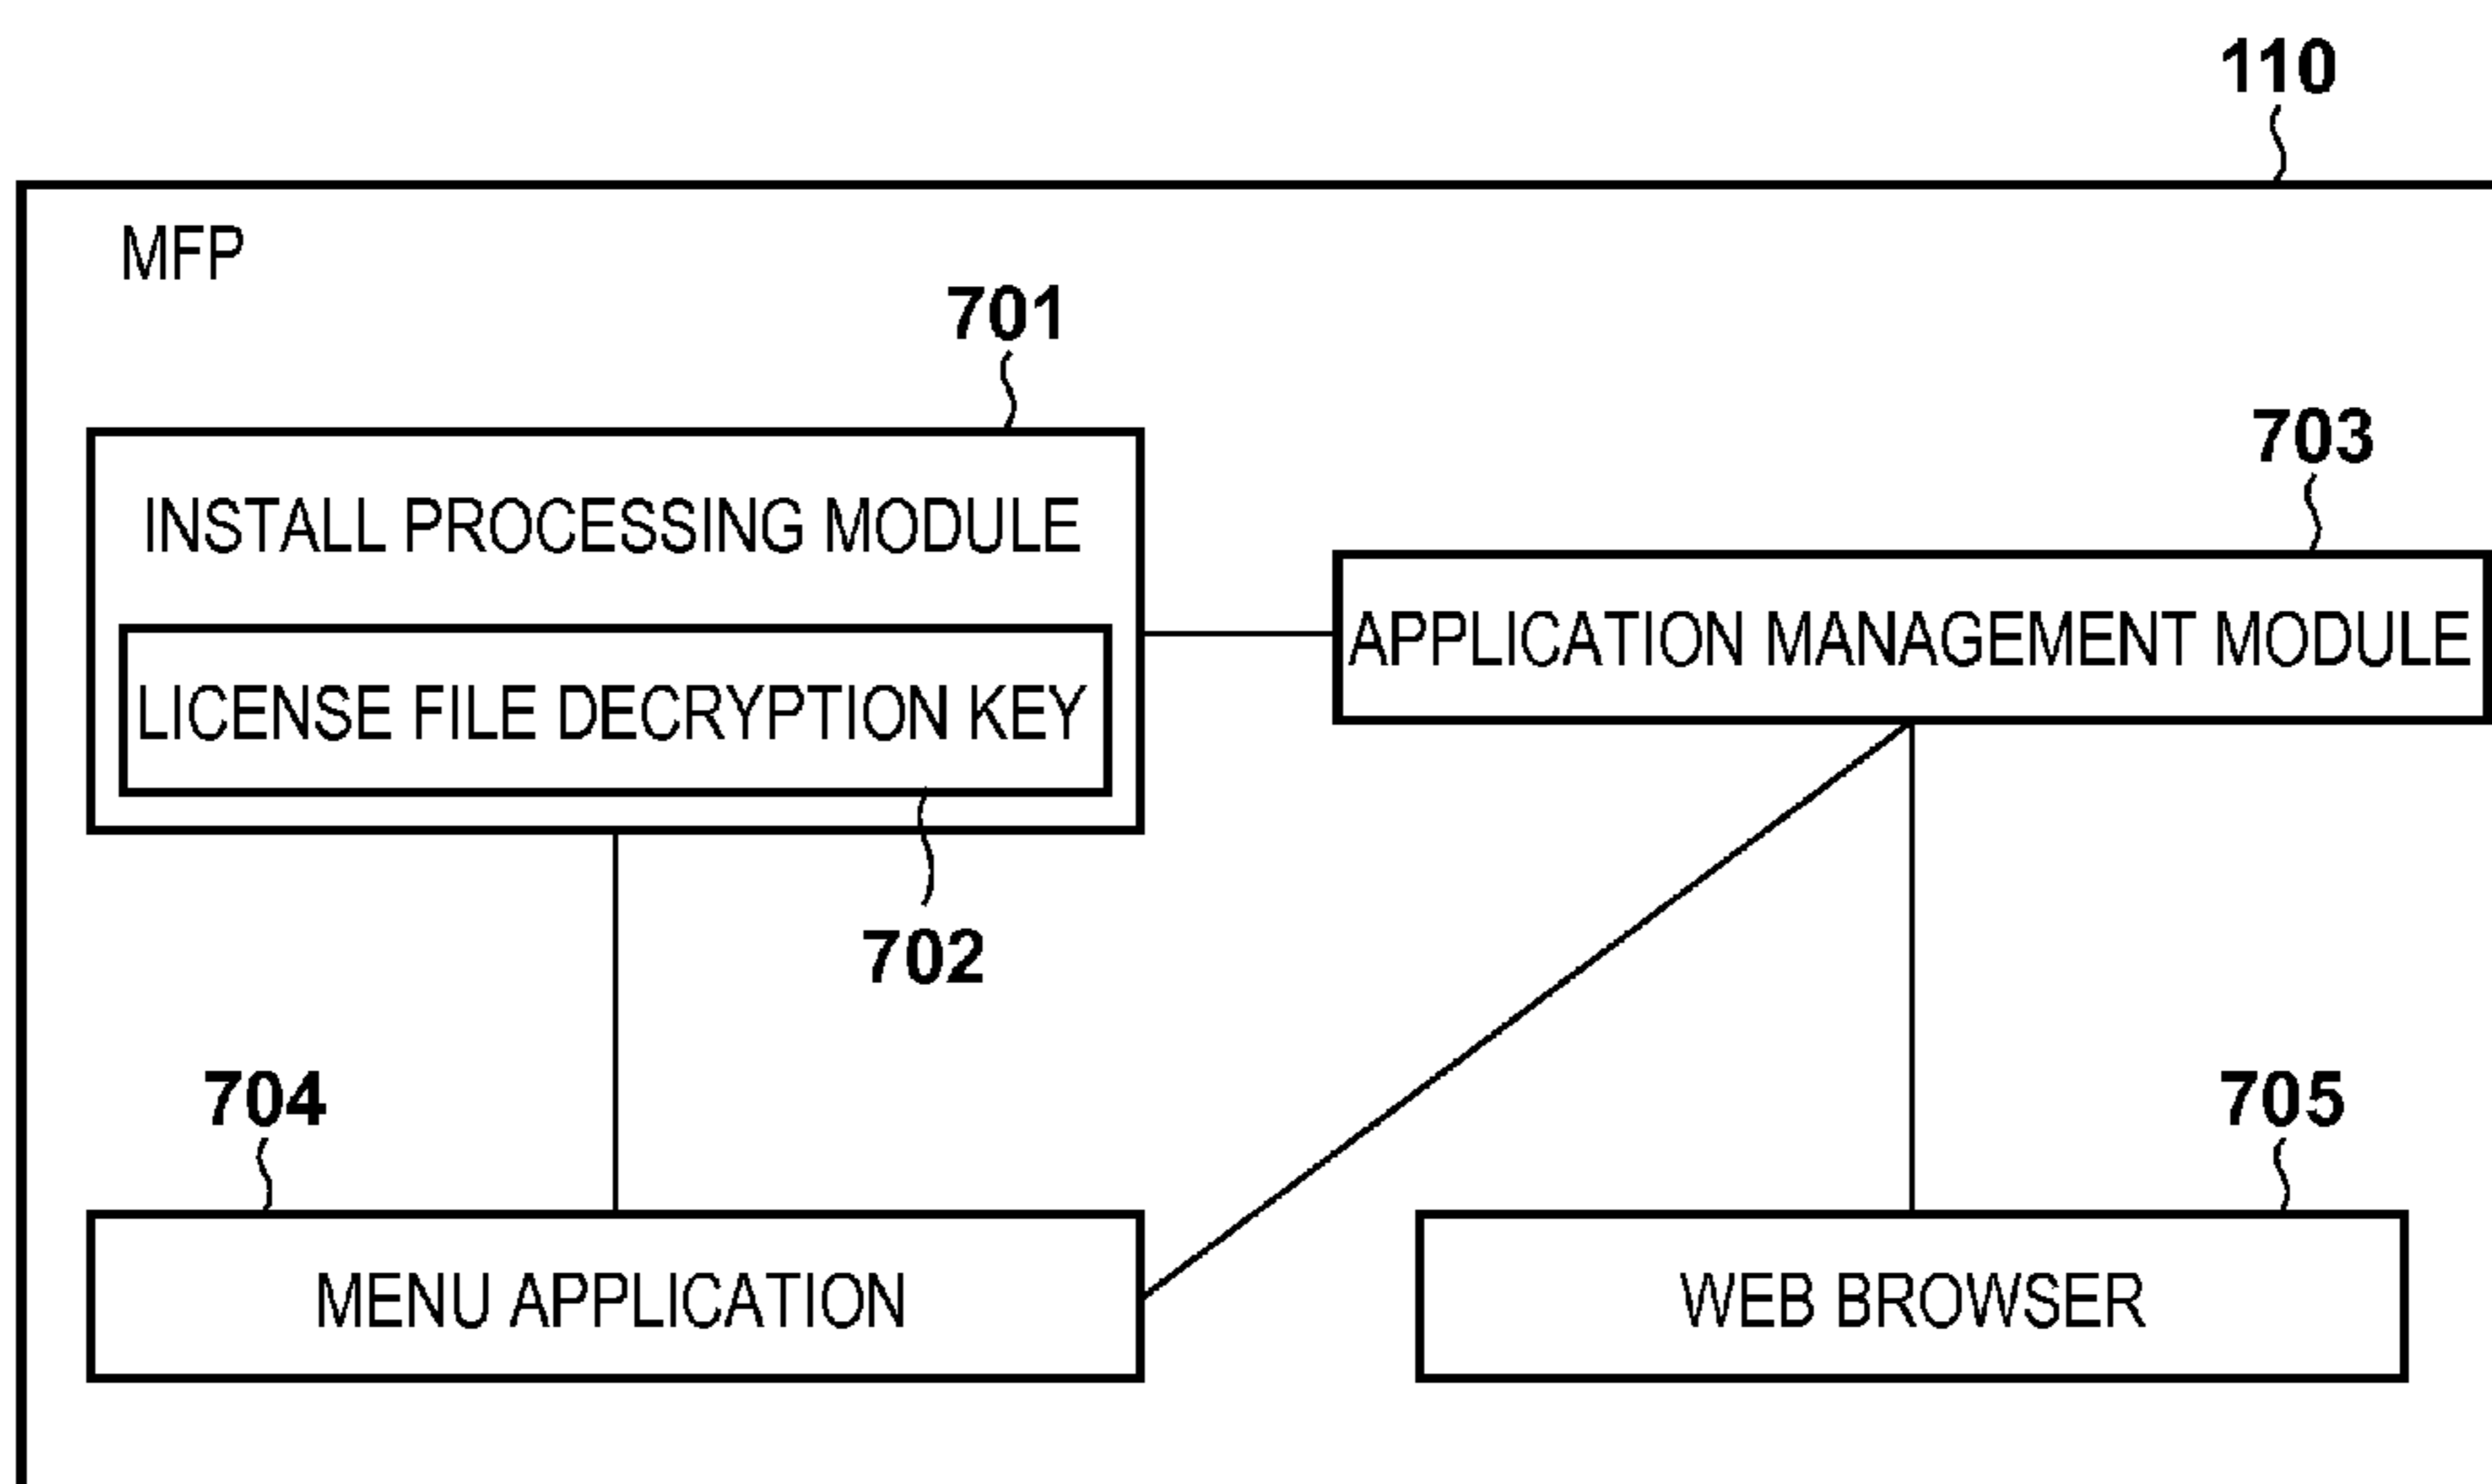 110
MFP
701
703
INSTALL PROCESSING MODULE
APPLICATION MANAGEMENT MODULE
LICENSE FILE DECRYPTION KEY
702
704
705
MENU APPLICATION
WEB BROWSER